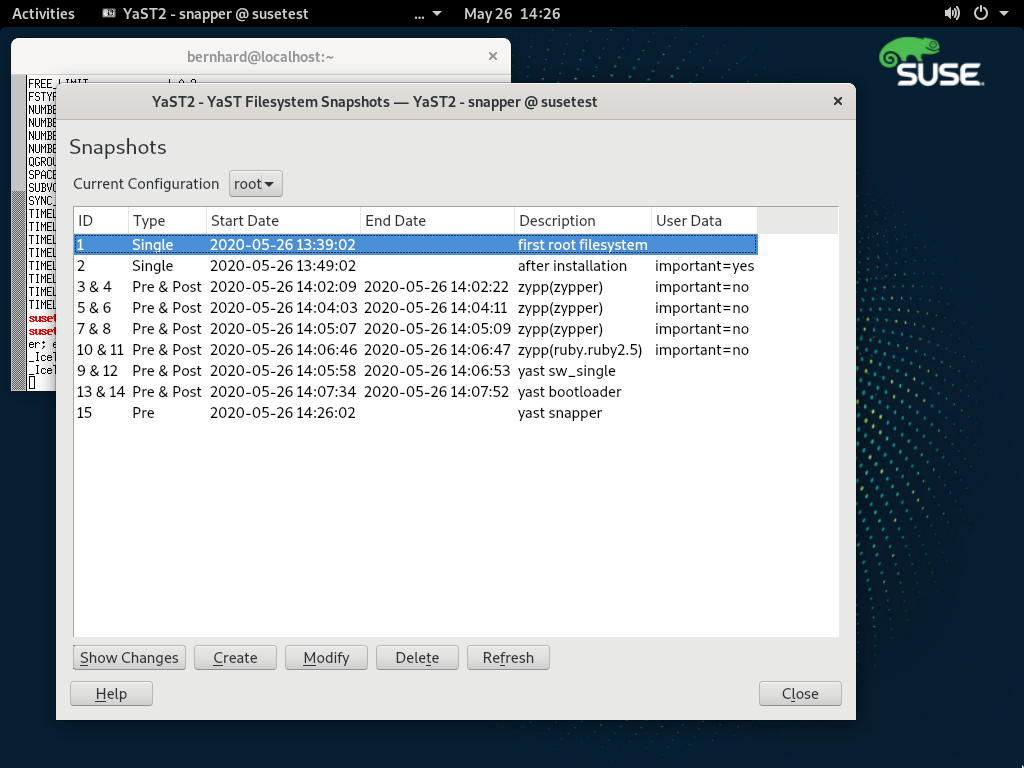 Activities YaST2 - snapper @ susetest ... May 26 14:26
bernhard@localhost:~
SUSE
FREE_LIMIT
FSTYP
NUMBE
NUMBE
NUMBE
NUMBE
QGROU
SPACE
SUBVO
SYNC_
TIMEL
TIMEL
TIMEL
TIMEL
TIMEL
TIMEL
TIMEL
TIMEL
suset
suset
er; e
_IceT
_IceT
YaST2 - YaST Filesystem Snapshots — YaST2 - snapper @ susetest
Snapshots
Current Configuration root
ID Type Start Date End Date Description User Data
1 Single 2020-05-26 13:39:02 first root filesystem
2 Single 2020-05-26 13:49:02 after installation important=yes
3 & 4 Pre & Post 2020-05-26 14:02:09 2020-05-26 14:02:22 zypp(zypper) important=no
5 & 6 Pre & Post 2020-05-26 14:04:03 2020-05-26 14:04:11 zypp(zypper) important=no
7 & 8 Pre & Post 2020-05-26 14:05:07 2020-05-26 14:05:09 zypp(zypper) important=no
10 & 11 Pre & Post 2020-05-26 14:06:46 2020-05-26 14:06:47 zypp(ruby.ruby2.5) important=no
9 & 12 Pre & Post 2020-05-26 14:05:58 2020-05-26 14:06:53 yast sw_single
13 & 14 Pre & Post 2020-05-26 14:07:34 2020-05-26 14:07:52 yast bootloader
15 Pre 2020-05-26 14:26:02 yast snapper
Show Changes Create Modify Delete Refresh
Help Close